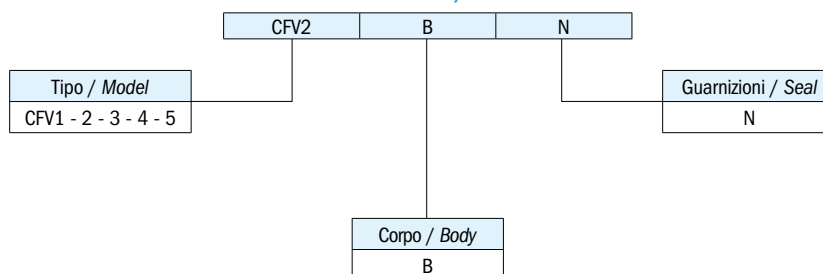 CFV2 B N
Tipo / Model
CFV1 - 2 - 3 - 4 - 5
Guarnizioni / Seal
N
Corpo / Body
B